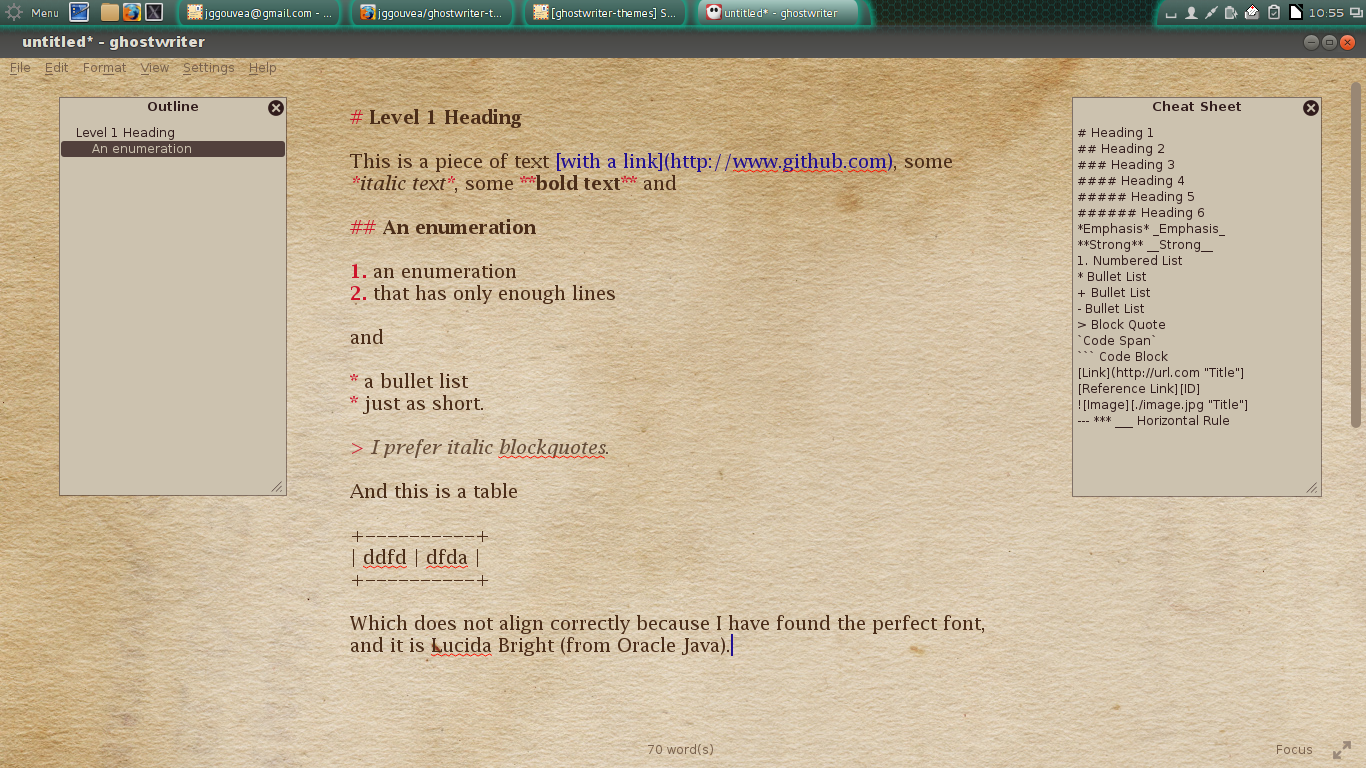 Menu
jggouvea@gmail.com - ...
jggouvea/ghostwriter-t...
[ghostwriter-themes] S...
untitled* - ghostwriter
10:55
untitled* - ghostwriter
File Edit Format View Settings Help
Outline
Level 1 Heading
An enumeration
# Level 1 Heading
This is a piece of text [with a link](http://www.github.com), some
*italic text*, some **bold text** and
## An enumeration
1. an enumeration
2. that has only enough lines
and
* a bullet list
* just as short.
> I prefer italic blockquotes.
And this is a table
+----------+
| ddfd | dfda |
+----------+
Which does not align correctly because I have found the perfect font,
and it is Lucida Bright (from Oracle Java).
Cheat Sheet
# Heading 1
## Heading 2
### Heading 3
#### Heading 4
##### Heading 5
###### Heading 6
*Emphasis* _Emphasis_
**Strong** __Strong__
1. Numbered List
* Bullet List
+ Bullet List
- Bullet List
> Block Quote
`Code Span`
``` Code Block
[Link](http://url.com "Title"]
[Reference Link][ID]
![Image][./image.jpg "Title"]
--- *** ___ Horizontal Rule
70 word(s)
Focus